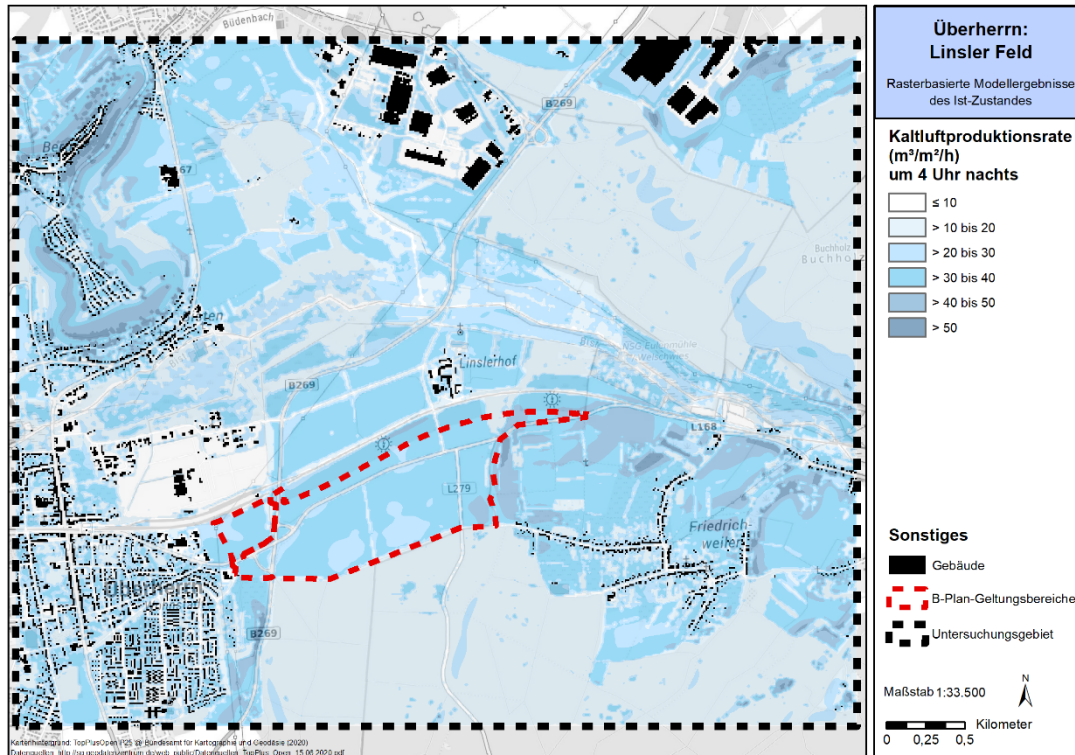 Büdenbach
B269
Linslerhof
B269
Buchholz
Buchholz
L168
L279
Friedrich-
weiler
Überherrn
B269
Kartenhintergrund: TopPlusOpen P25 @ Bundesamt für Kartographie und Geodäsie (2020)
Überherrn:
Linsler Feld
Rasterbasierte Modellergebnisse
des Ist-Zustandes
Kaltluftproduktionsrate
(m³/m²/h)
um 4 Uhr nachts
≤ 10
> 10 bis 20
> 20 bis 30
> 30 bis 40
> 40 bis 50
> 50
Sonstiges
Gebäude
B-Plan-Geltungsbereiche
Untersuchungsgebiet
N
Maßstab 1:33.500
Kilometer
0 0,25 0,5